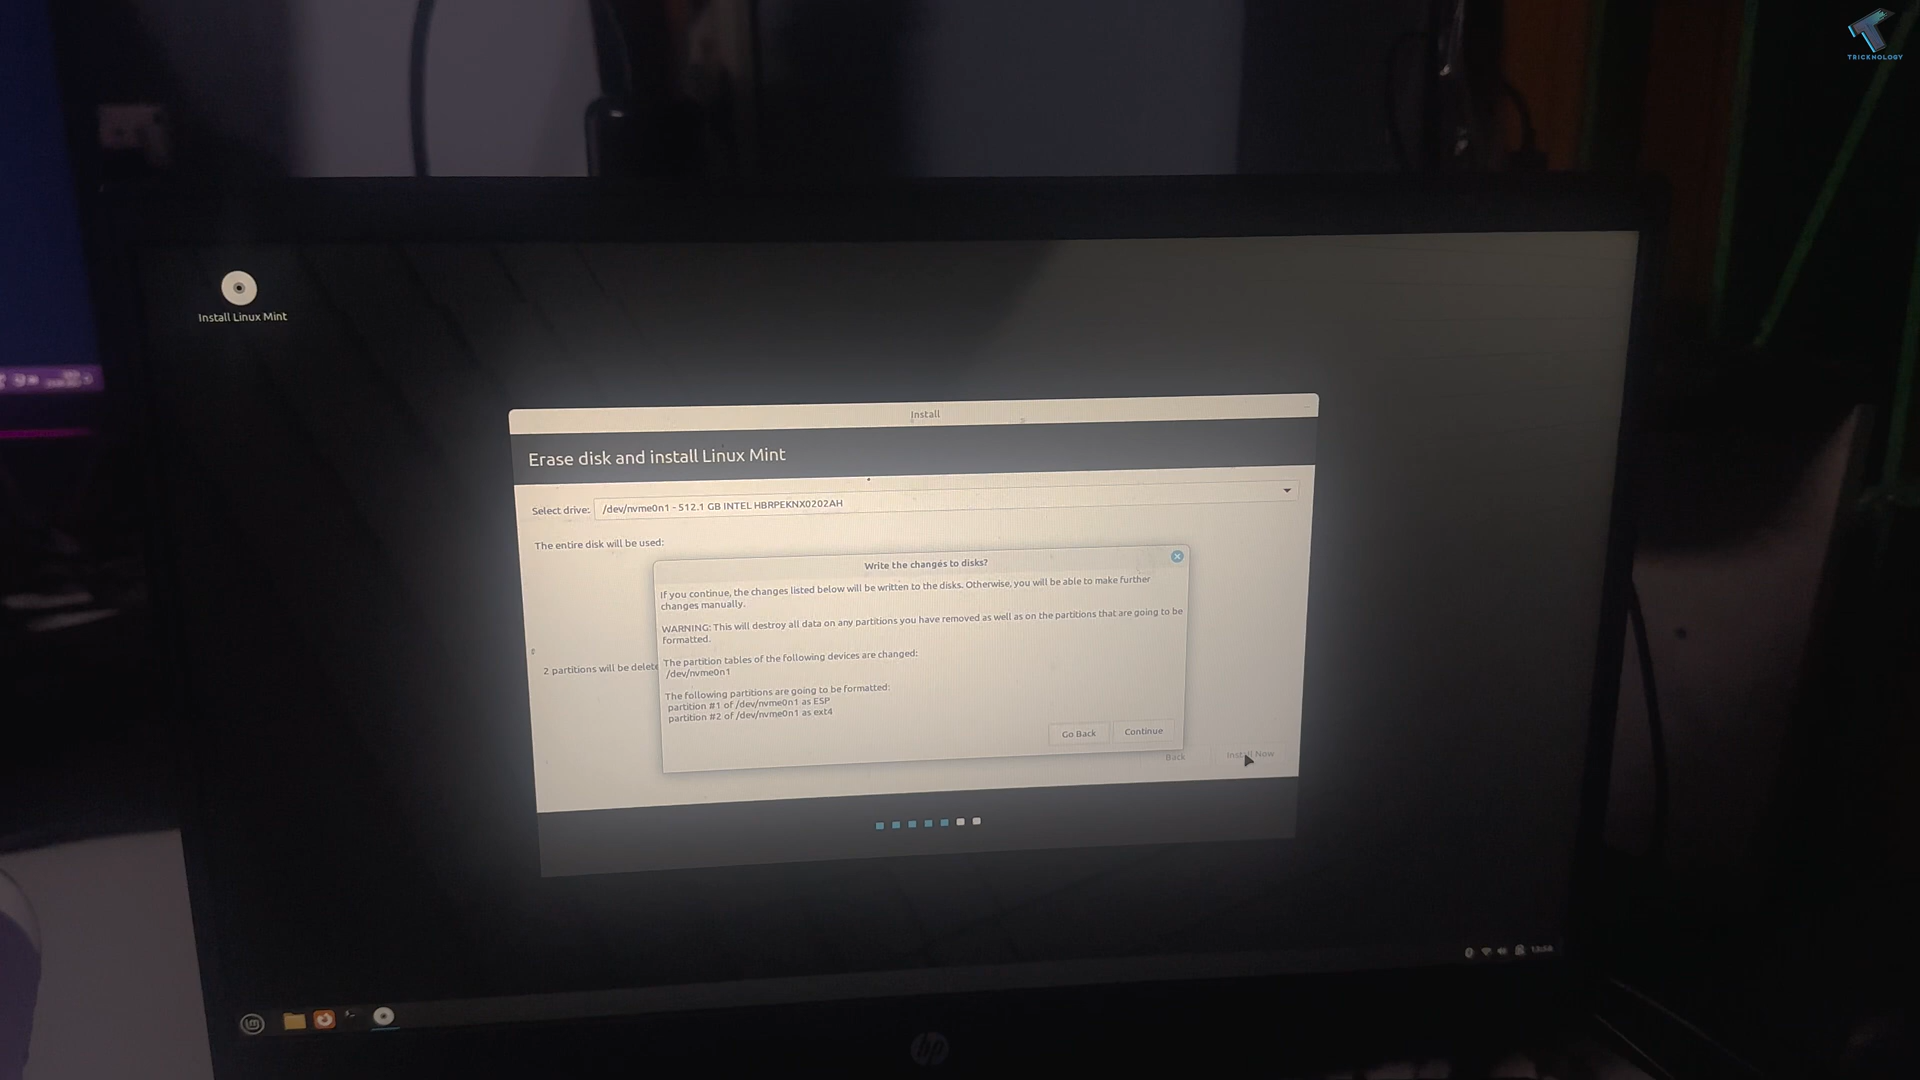 TRICKNOLOGY
Install Linux Mint
Install
Erase disk and install Linux Mint
Select drive: /dev/nvme0n1 - 512.1 GB INTEL HBRPEKNX0202AH
The entire disk will be used:
2 partitions will be delete
Write the changes to disks?
If you continue, the changes listed below will be written to the disks. Otherwise, you will be able to make further
changes manually.
WARNING: This will destroy all data on any partitions you have removed as well as on the partitions that are going to be
formatted.
The partition tables of the following devices are changed:
/dev/nvme0n1
The following partitions are going to be formatted:
partition #1 of /dev/nvme0n1 as ESP
partition #2 of /dev/nvme0n1 as ext4
Go Back Continue
Back Install Now
hp